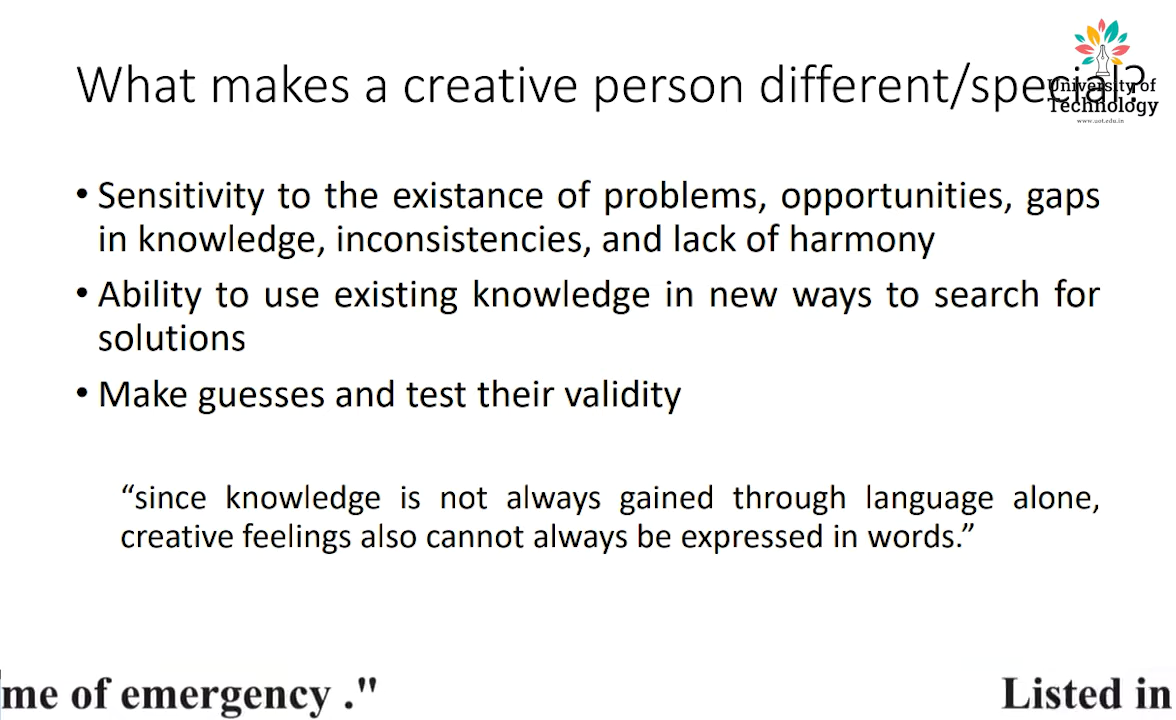 What makes a creative person different/special?
University of
Technology
www.uot.edu.in
• Sensitivity to the existance of problems, opportunities, gaps
in knowledge, inconsistencies, and lack of harmony
• Ability to use existing knowledge in new ways to search for
solutions
• Make guesses and test their validity
“since knowledge is not always gained through language alone,
creative feelings also cannot always be expressed in words.”
me of emergency ." Listed in